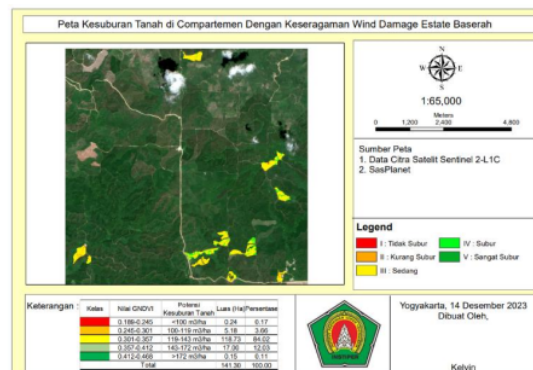 Peta Kesuburan Tanah di Compartemen Dengan Keseragaman Wind Damage Estate Baserah
N
W E
S
1:65,000
Meters
0 1,200 2,400 4,800
Sumber Peta
1. Data Citra Satelit Sentinel 2-L1C
2. SasPlanet
Legend
I : Tidak Subur IV : Subur
II : Kurang Subur V : Sangat Subur
III : Sedang
Keterangan :
Kelas Nilai GNDVI Potensi Kesuburan Tanah Luas (Ha) Persentase
0.189-0.245 <100 m3/ha 0.24 0.17
0.245-0.301 100-119 m3/ha 5.18 3.66
0.301-0.357 119-143 m3/ha 118.73 84.02
0.357-0.412 143-172 m3/ha 17.00 12.03
0.412-0.468 >172 m3/ha 0.15 0.11
Total 141.30 100.00
INSTIPER
Yogyakarta, 14 Desember 2023
Dibuat Oleh,
Kelvin